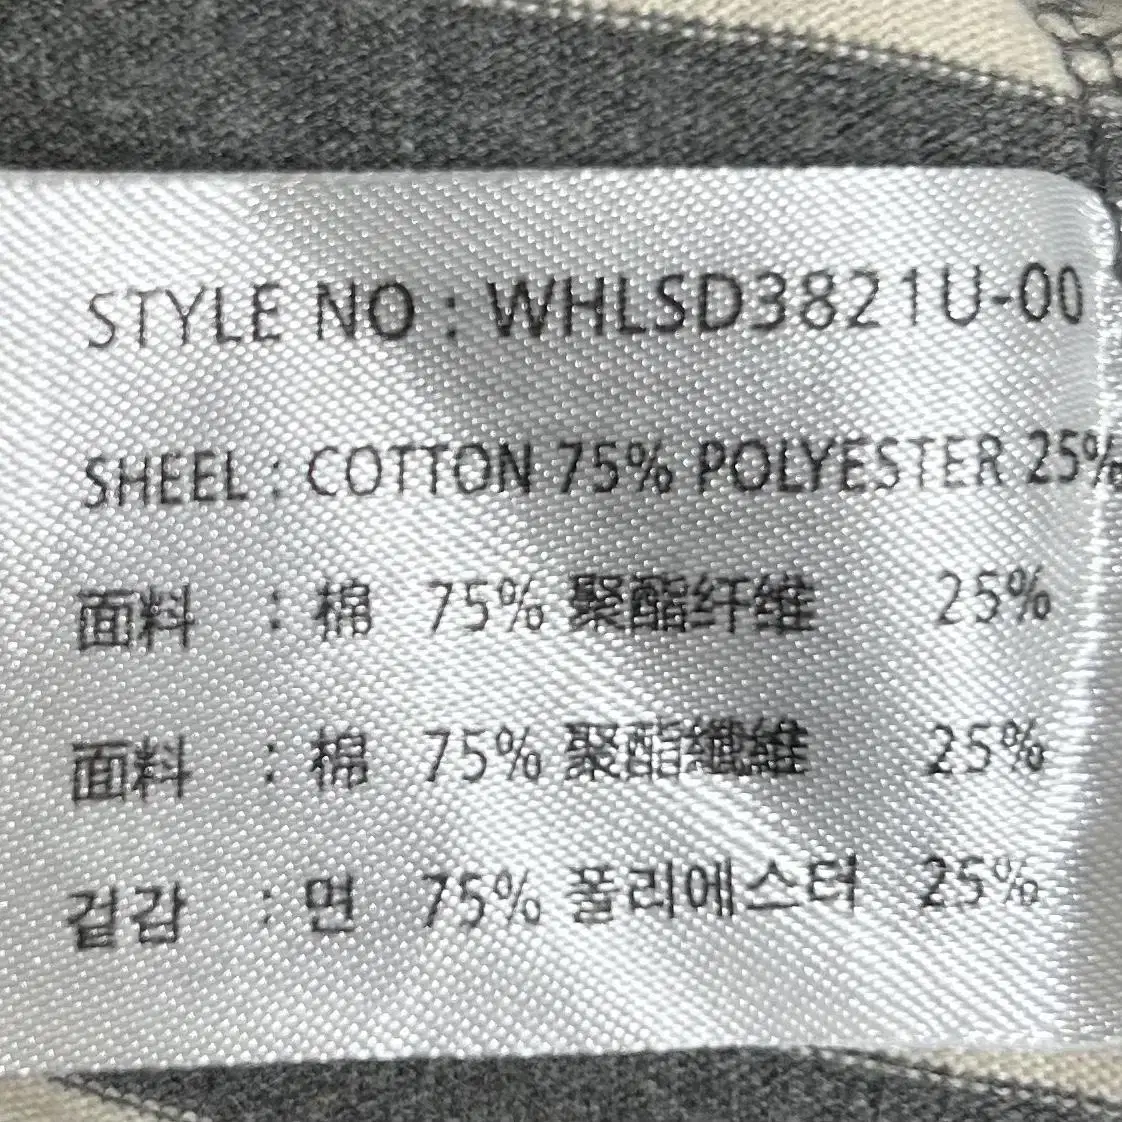 STYLE NO : WHLSD3821U-00
SHEEL : COTTON 75% POLYESTER 25%
面料 : 棉 75% 聚酯纤维 25%
面料 : 棉 75% 聚酯纖維 25%
겉감 : 면 75% 폴리에스터 25%